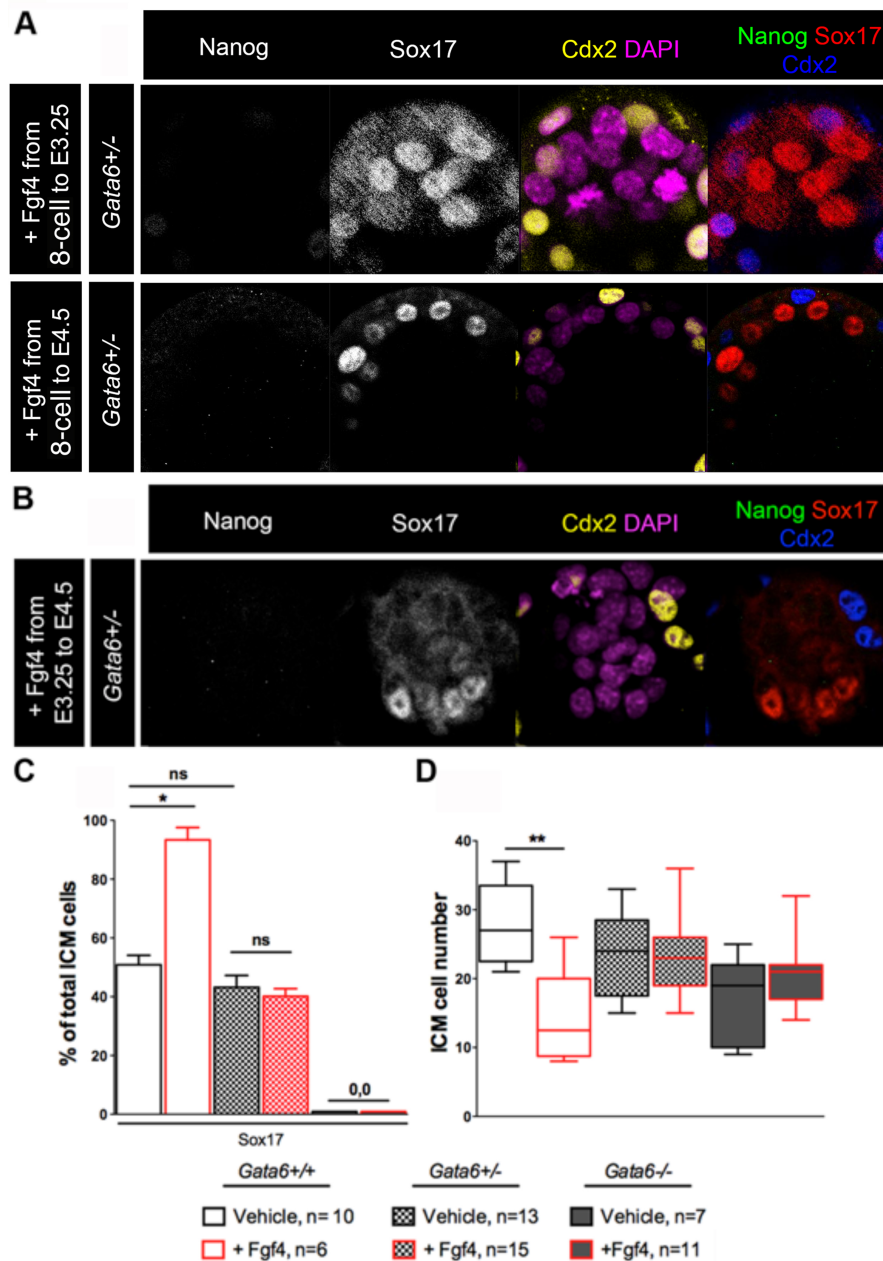 A
Nanog Sox17 Cdx2 DAPI Nanog Sox17
Cdx2
+ Fgf4 from
8-cell to E3.25
Gata6+/-
+ Fgf4 from
8-cell to E4.5
Gata6+/-
B
Nanog Sox17 Cdx2 DAPI Nanog Sox17
Cdx2
+ Fgf4 from
E3.25 to E4.5
Gata6+/-
C
ns
*
ns
0,0
% of total ICM cells
100
80
60
40
20
0
Sox17
D
**
ICM cell number
40
30
20
10
0
Gata6+/+ Gata6+/- Gata6-/-
Vehicle, n= 10 Vehicle, n=13 Vehicle, n=7
+ Fgf4, n=6 + Fgf4, n=15 +Fgf4, n=11